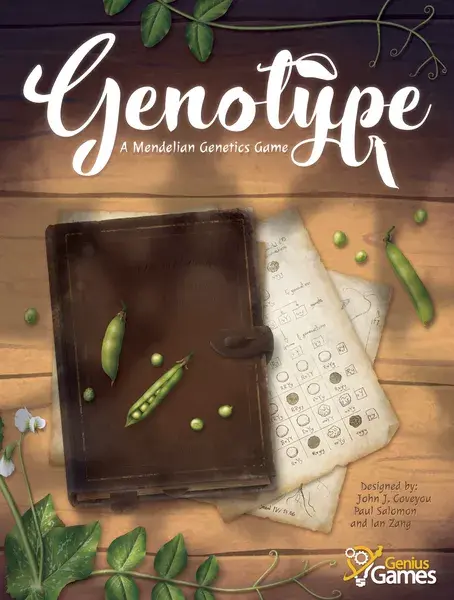 Genotype
A Mendelian Genetics Game
Designed by:
John J. Coveyou
Paul Salomon
and Ian Zang
Genius
Games